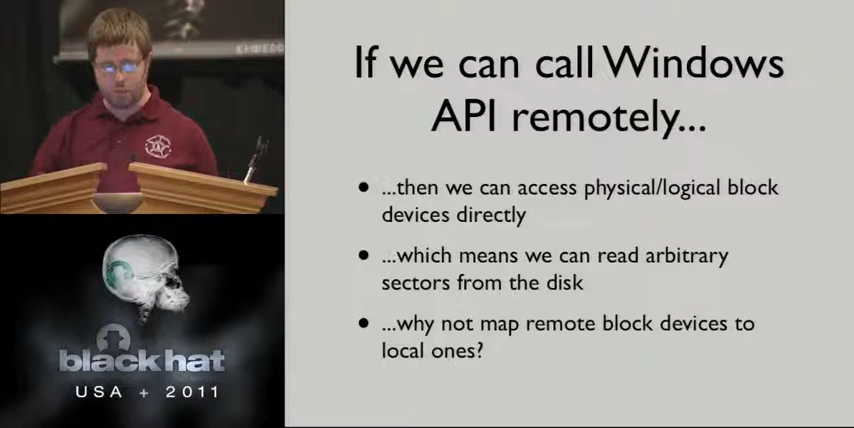 EMBEDD
If we can call Windows
API remotely...
● ...then we can access physical/logical block
devices directly
● ...which means we can read arbitrary
sectors from the disk
● ...why not map remote block devices to
local ones?
black hat
USA + 2011